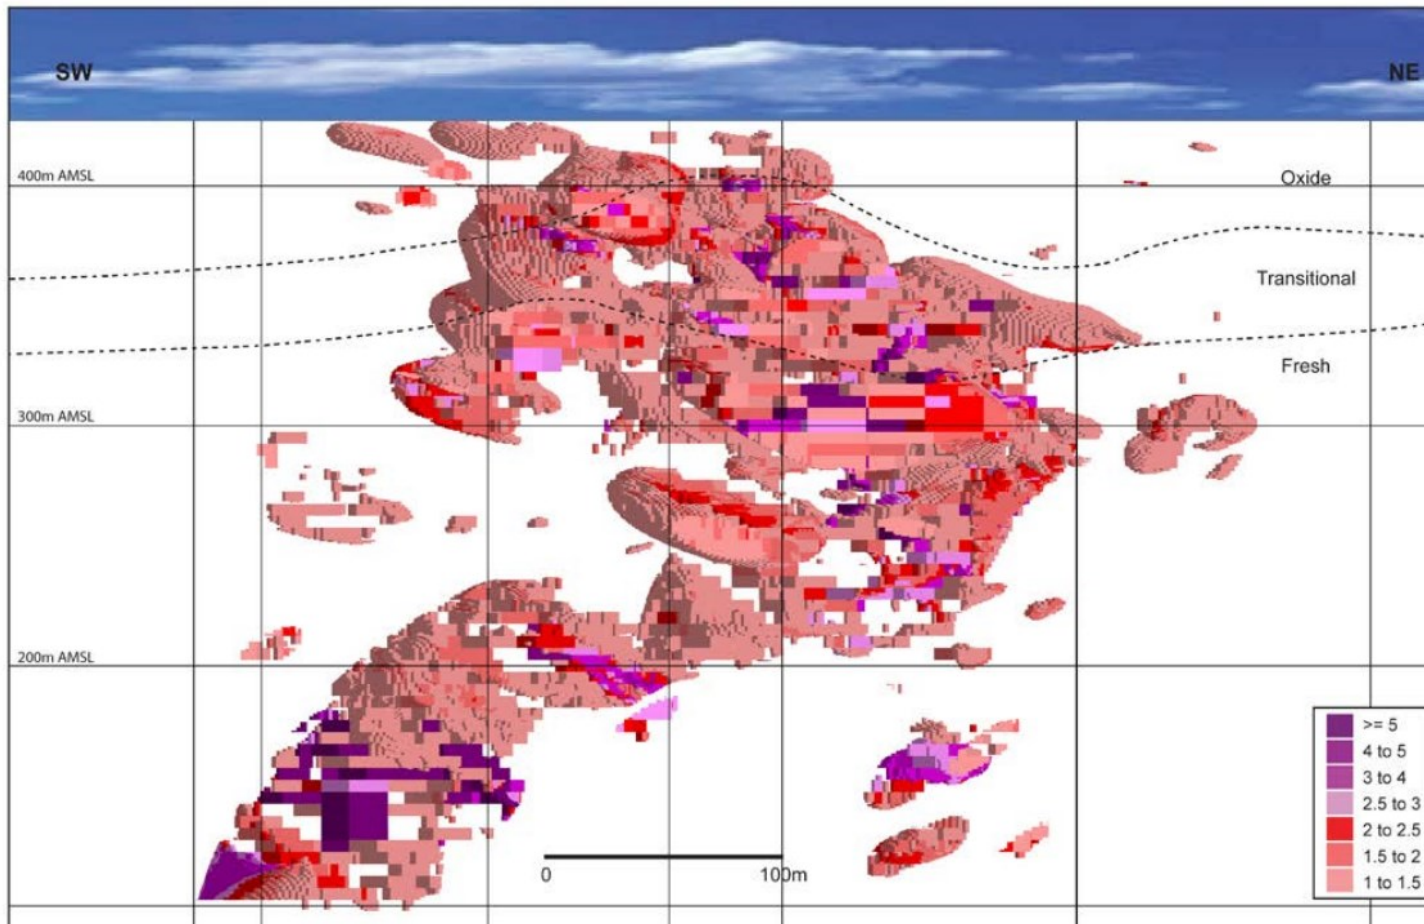 SW
NE
400m AMSL
Oxide
Transitional
Fresh
300m AMSL
200m AMSL
0
100m
>= 5
4 to 5
3 to 4
2.5 to 3
2 to 2.5
1.5 to 2
1 to 1.5